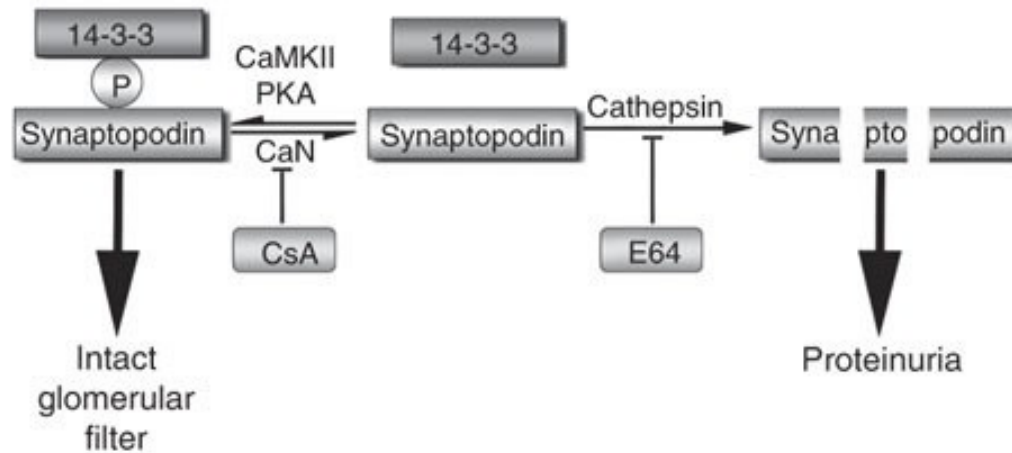 14-3-3
P
Synaptopodin
CaMKII
PKA
CaN
CsA
14-3-3
Synaptopodin
Cathepsin
E64
Syna pto podin
Intact
glomerular
filter
Proteinuria